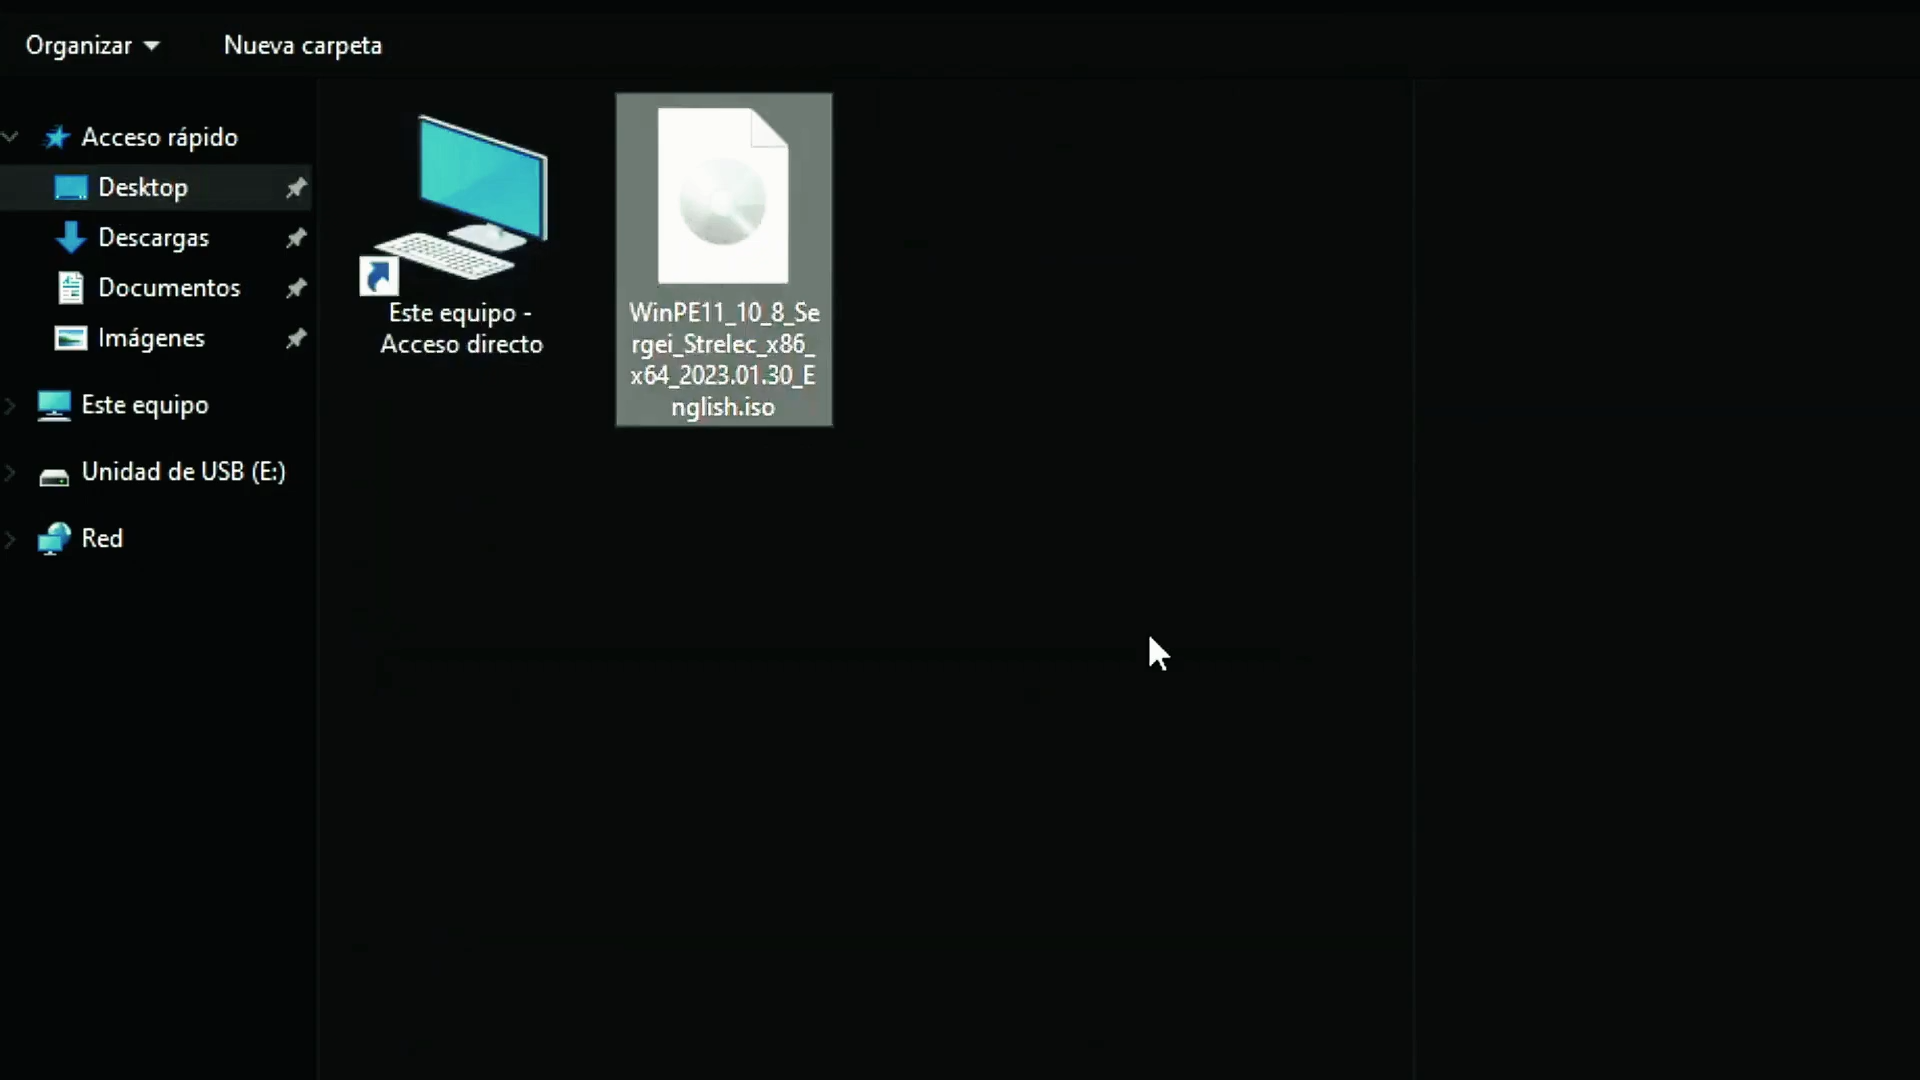 Organizar
Nueva carpeta
Acceso rápido
Desktop
Descargas
Documentos
Imágenes
Este equipo
Unidad de USB (E:)
Red
Este equipo -
Acceso directo
WinPE11_10_8_Se
rgei_Strelec_x86_
x64_2023.01.30_E
nglish.iso